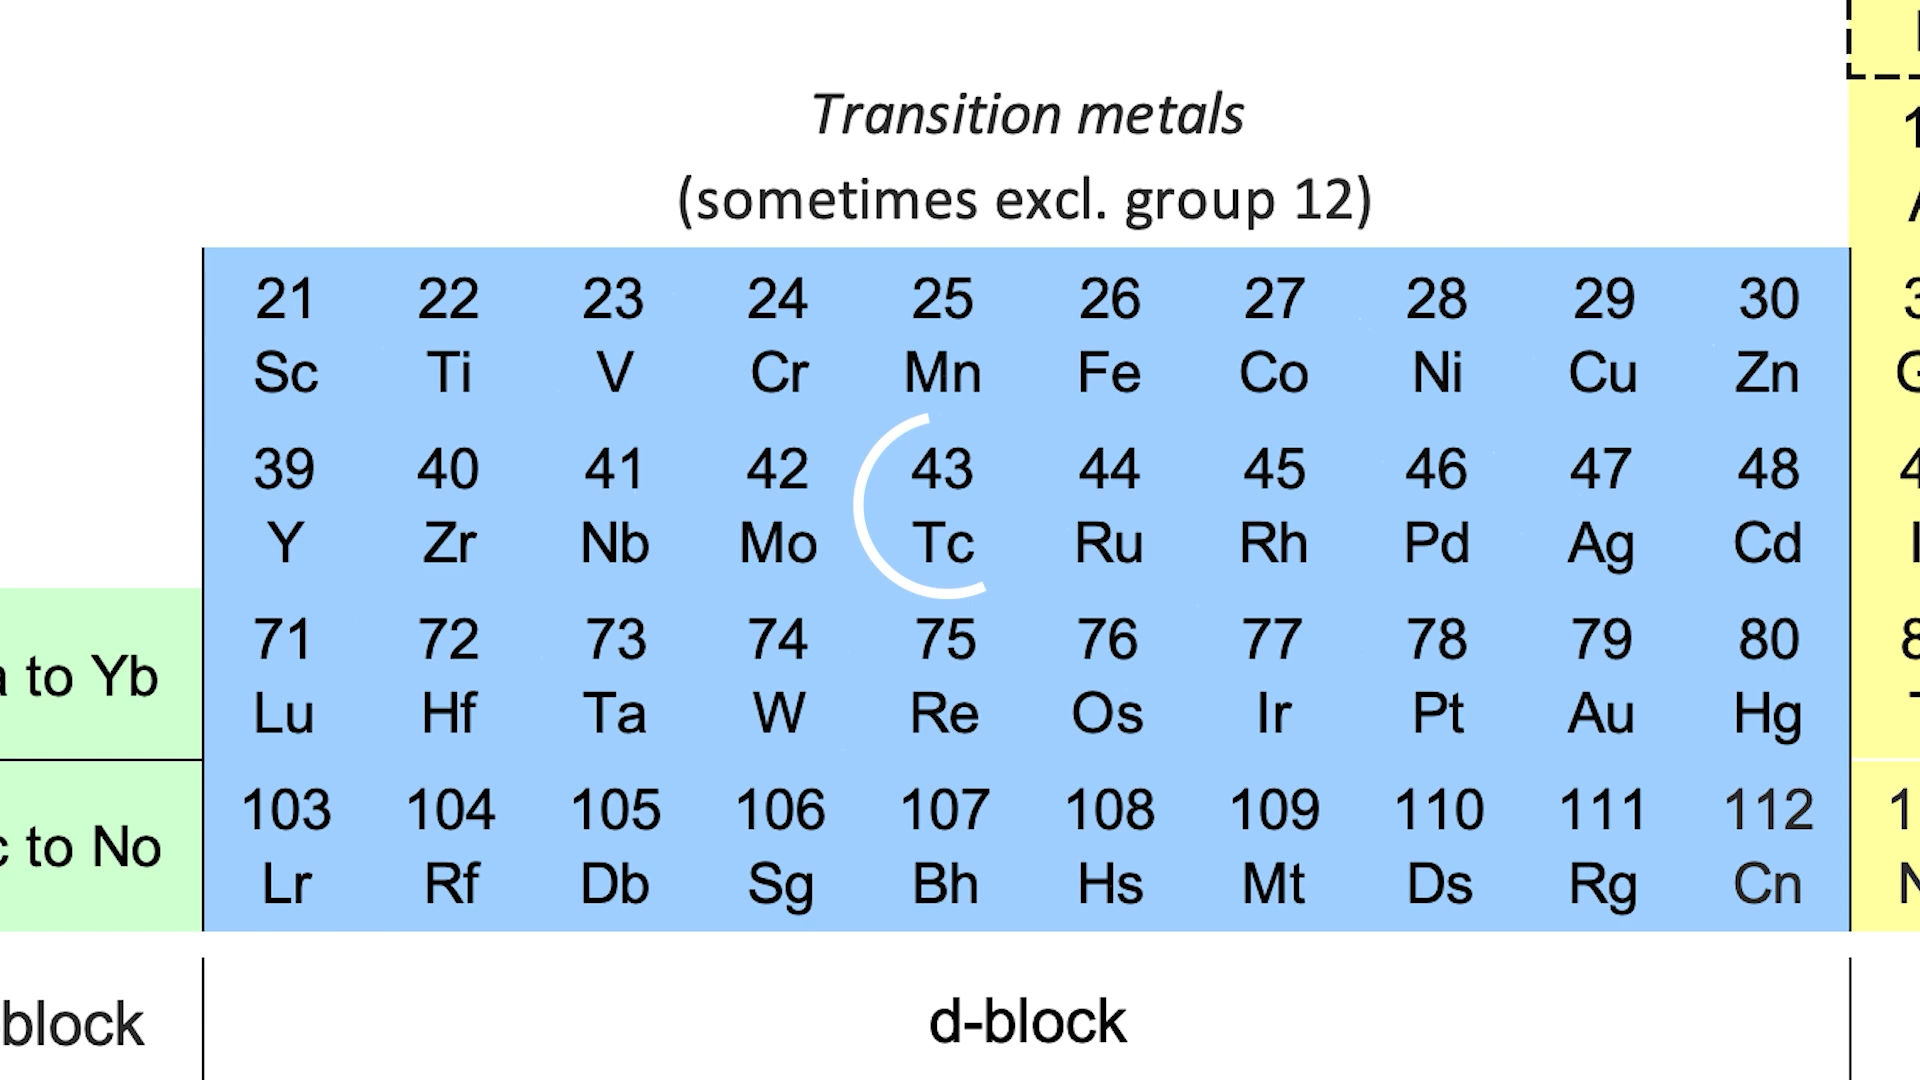 Transition metals
(sometimes excl. group 12)
21 22 23 24 25 26 27 28 29 30
Sc Ti V Cr Mn Fe Co Ni Cu Zn
39 40 41 42 43 44 45 46 47 48
Y Zr Nb Mo Tc Ru Rh Pd Ag Cd
71 72 73 74 75 76 77 78 79 80
to Yb
Lu Hf Ta W Re Os Ir Pt Au Hg
103 104 105 106 107 108 109 110 111 112
to No
Lr Rf Db Sg Bh Hs Mt Ds Rg Cn
block d-block